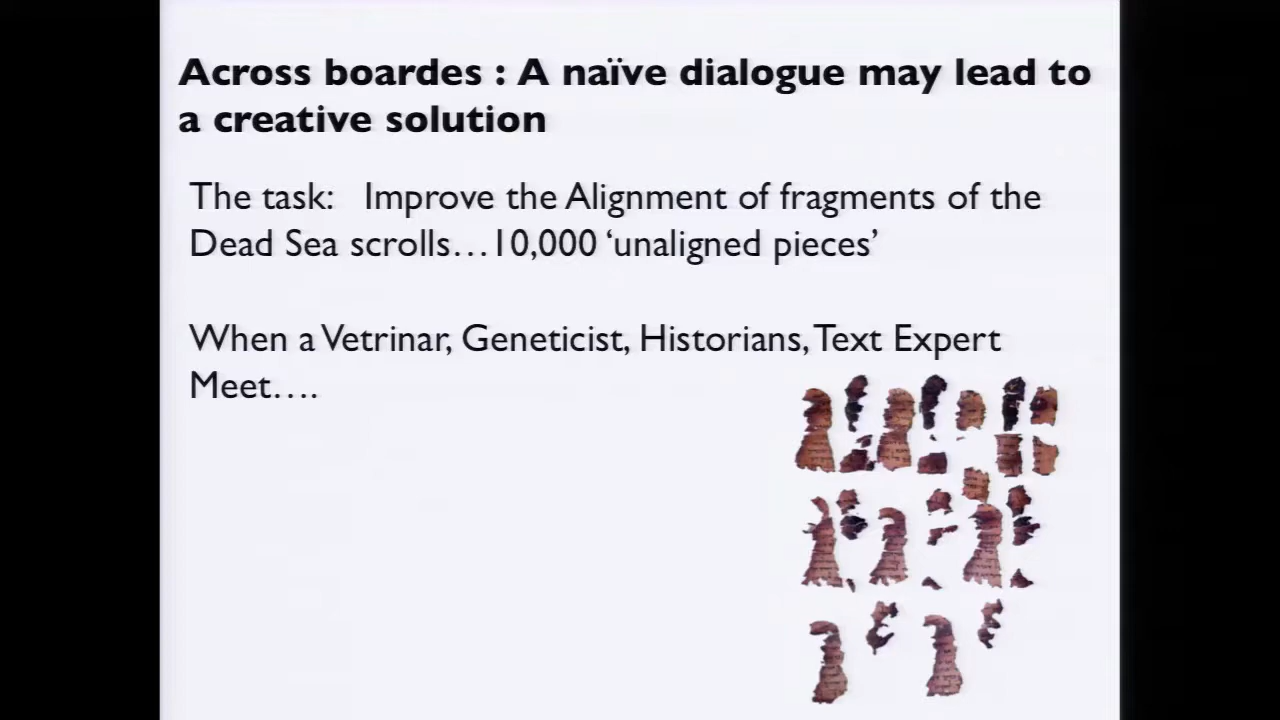 Across boardes : A naïve dialogue may lead to
a creative solution
The task: Improve the Alignment of fragments of the
Dead Sea scrolls…10,000 ‘unaligned pieces’
When a Vetrinar, Geneticist, Historians, Text Expert
Meet….